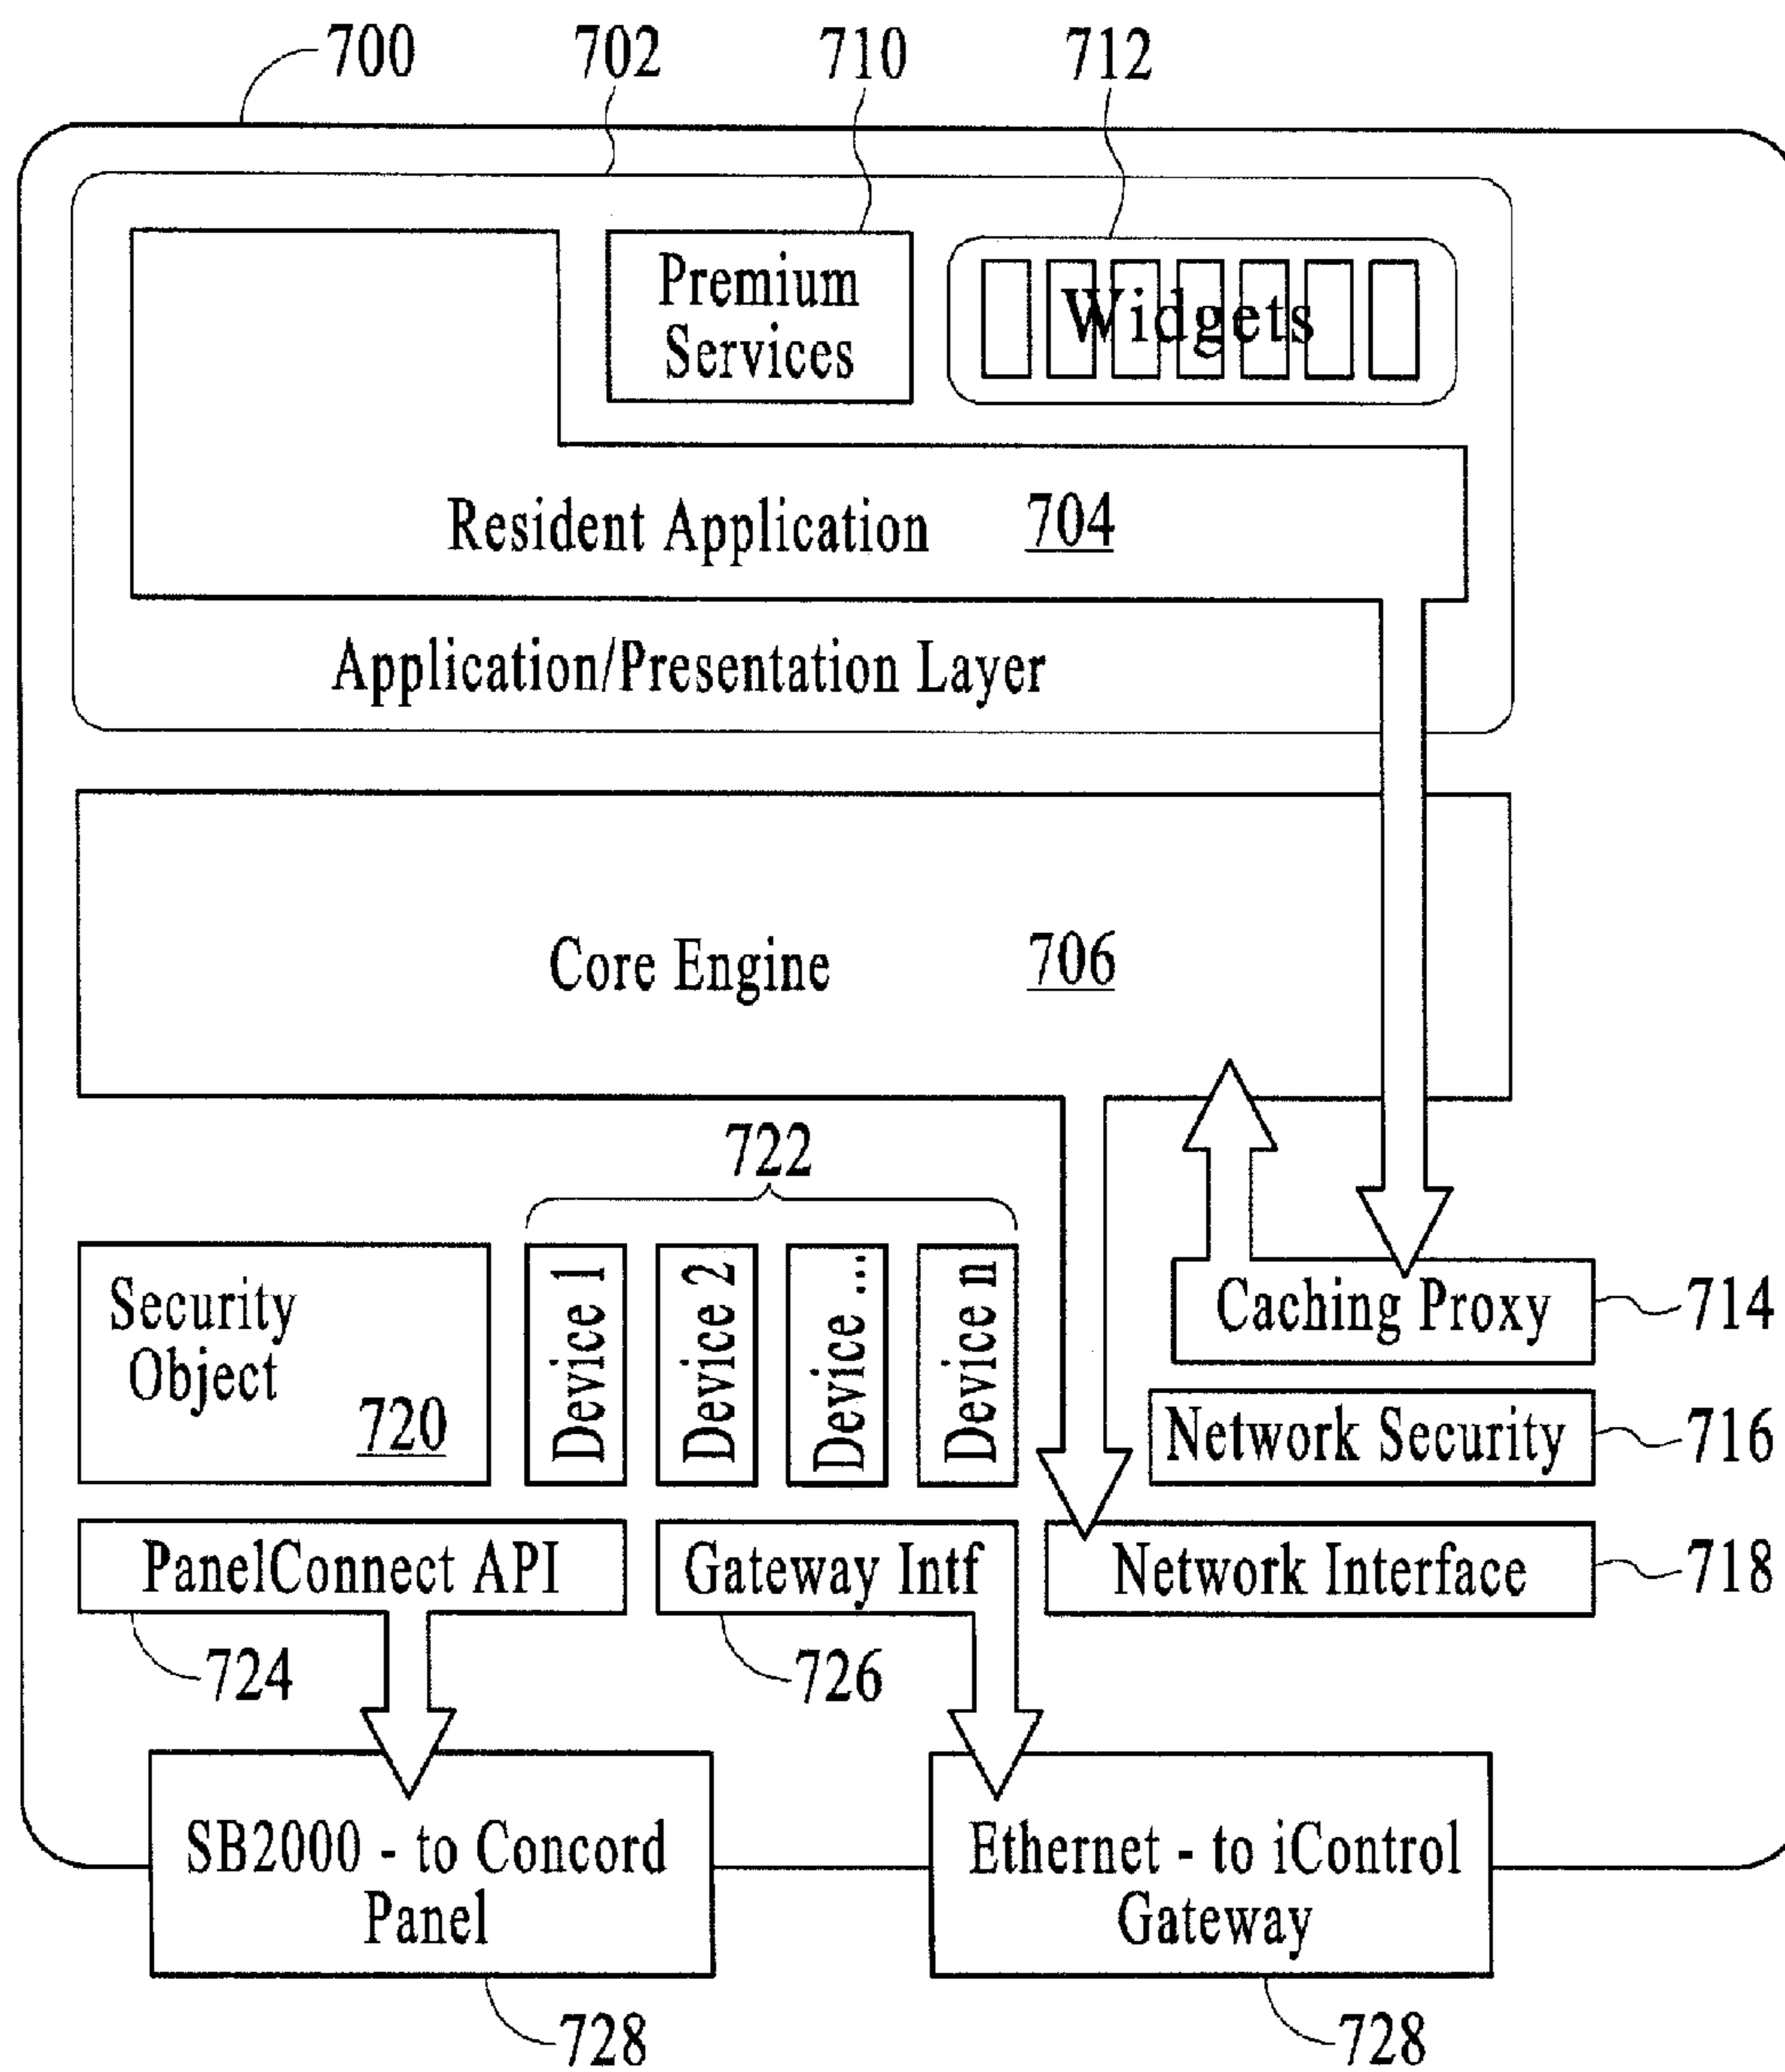 700
702
710
712
Premium
Services
Widgets
Resident Application 704
Application/Presentation Layer
Core Engine 706
722
Security
Object
720
Device 1
Device 2
Device ...
Device n
Caching Proxy
714
Network Security
716
PanelConnect API
Gateway Intf
Network Interface
718
724
726
SB2000 - to Concord
Panel
Ethernet - to iControl
Gateway
728
728